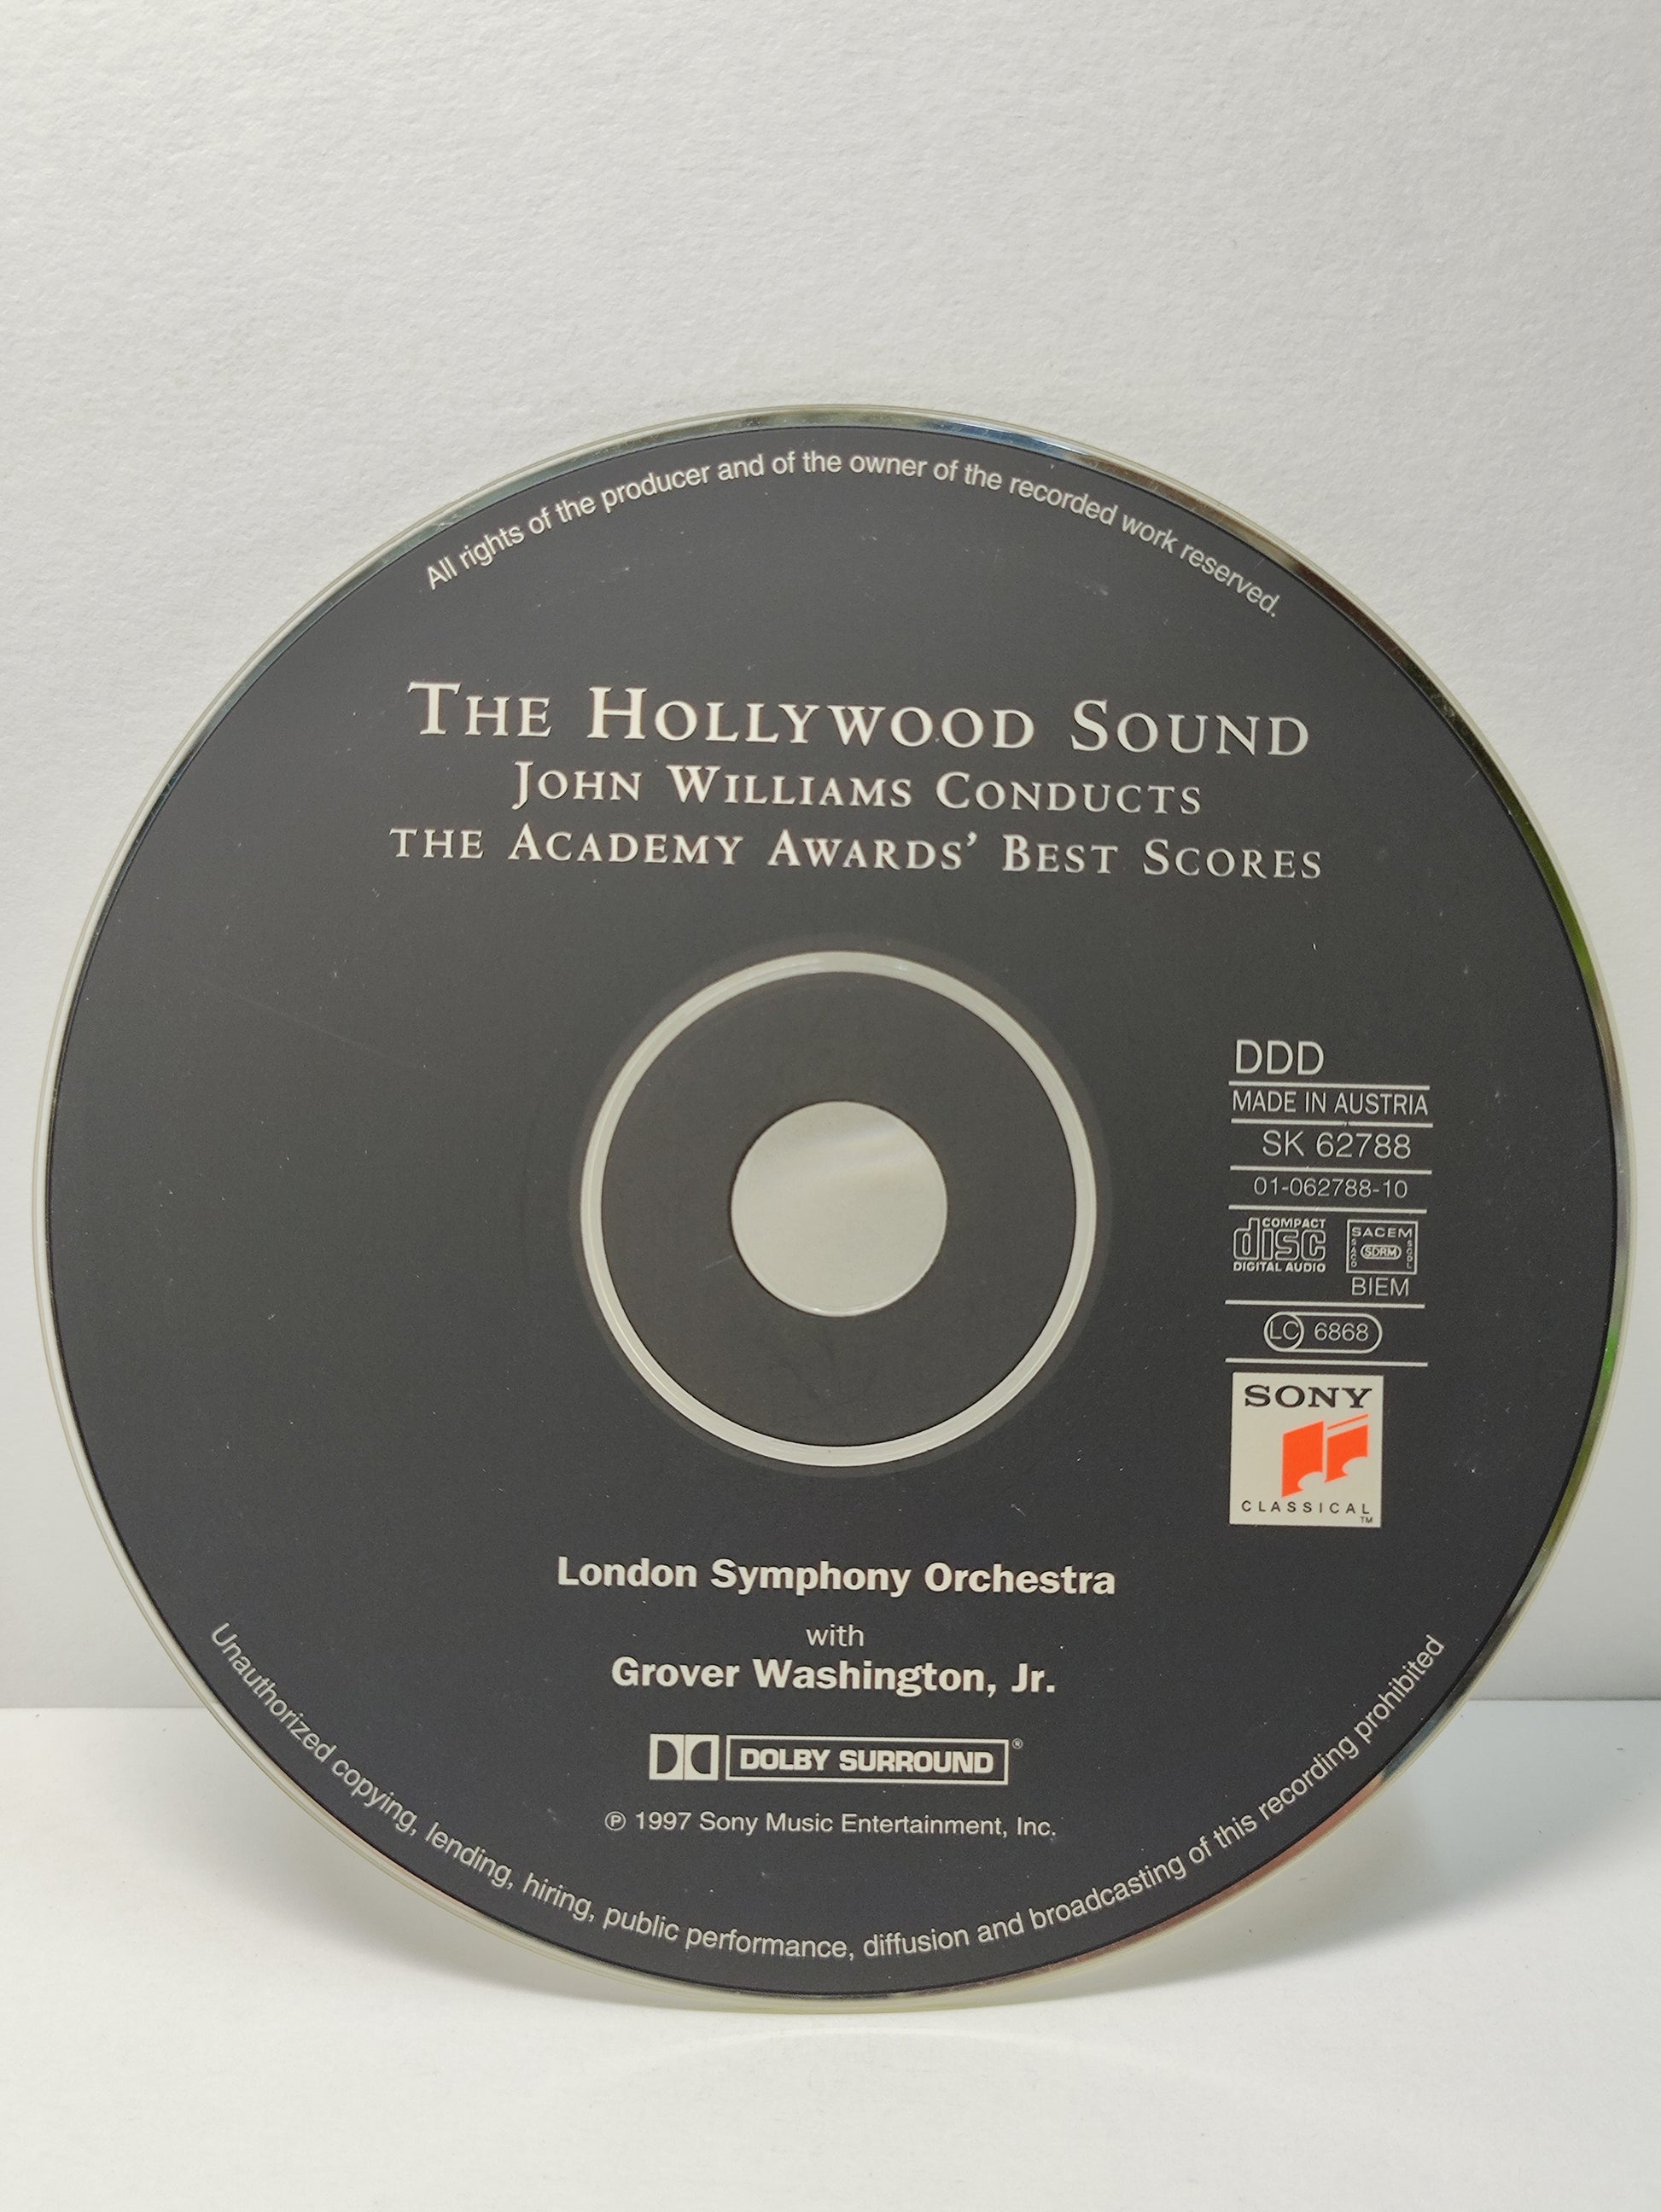 All rights of the producer and of the owner of the recorded work reserved.
THE HOLLYWOOD SOUND
JOHN WILLIAMS CONDUCTS
THE ACADEMY AWARDS' BEST SCORES
DDD
MADE IN AUSTRIA
SK 62788
01-062788-10
COMPACT
disc
DIGITAL AUDIO
SACEM
SACD
SDRM
SGDL
BIEM
LC 6868
SONY
CLASSICAL
TM
London Symphony Orchestra
with
Grover Washington, Jr.
DOLBY SURROUND ®
℗ 1997 Sony Music Entertainment, Inc.
Unauthorized copying, lending, hiring, public performance, diffusion and broadcasting of this recording prohibited